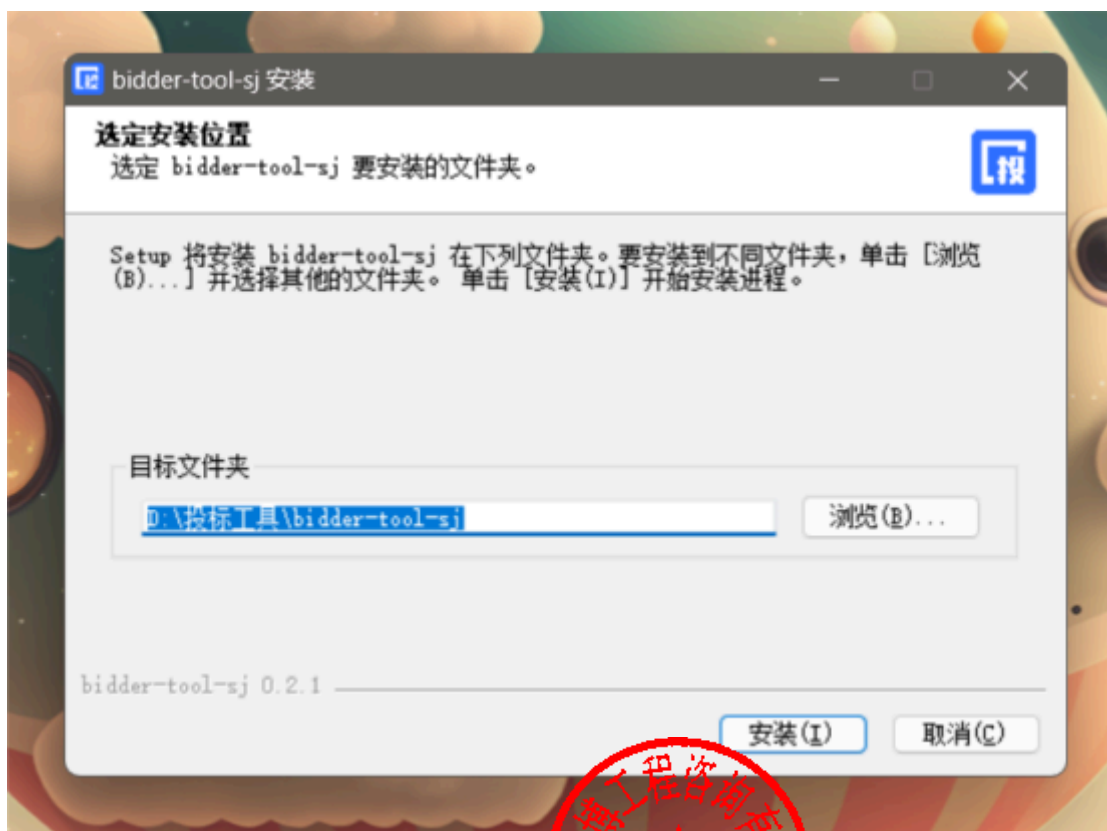 投
bidder-tool-sj 安装
选定安装位置
选定 bidder-tool-sj 要安装的文件夹。
投
Setup 将安装 bidder-tool-sj 在下列文件夹。要安装到不同文件夹，单击 [浏览
(B)...] 并选择其他的文件夹。 单击 [安装(I)] 开始安装进程。
目标文件夹
D:\投标工具\bidder-tool-sj
浏览(B)...
bidder-tool-sj 0.2.1
安装(I)
取消(C)
工程咨询有